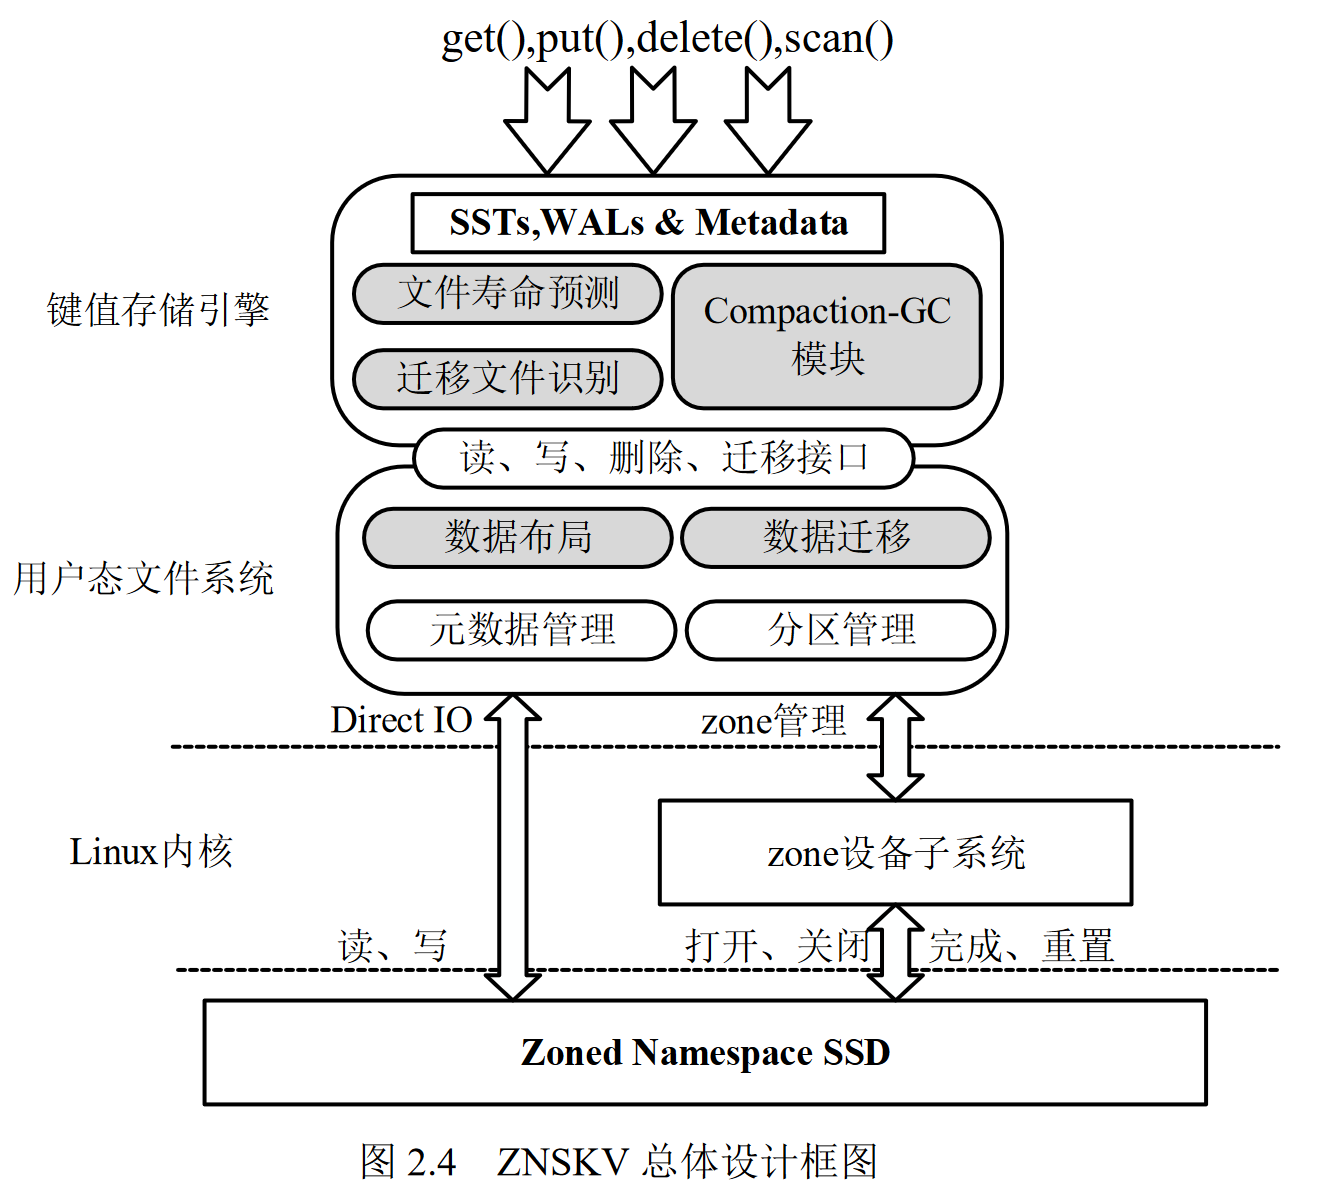 get(),put(),delete(),scan()
SSTs,WALs & Metadata
键值存储引擎
文件寿命预测
Compaction-GC
模块
迁移文件识别
读、写、删除、迁移接口
用户态文件系统
数据布局
数据迁移
元数据管理
分区管理
Direct IO
zone管理
Linux内核
zone设备子系统
读、写
打开、关闭
完成、重置
Zoned Namespace SSD
图 2.4 ZNSKV 总体设计框图